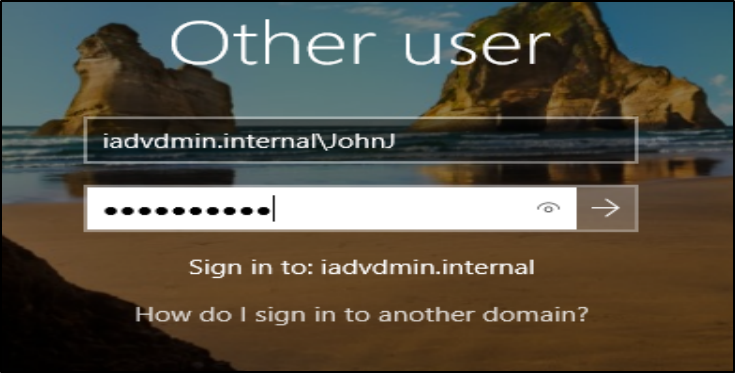 Other user
iadvdmin.internal\JohnJ
●●●●●●●●●●
Sign in to: iadvdmin.internal
How do I sign in to another domain?